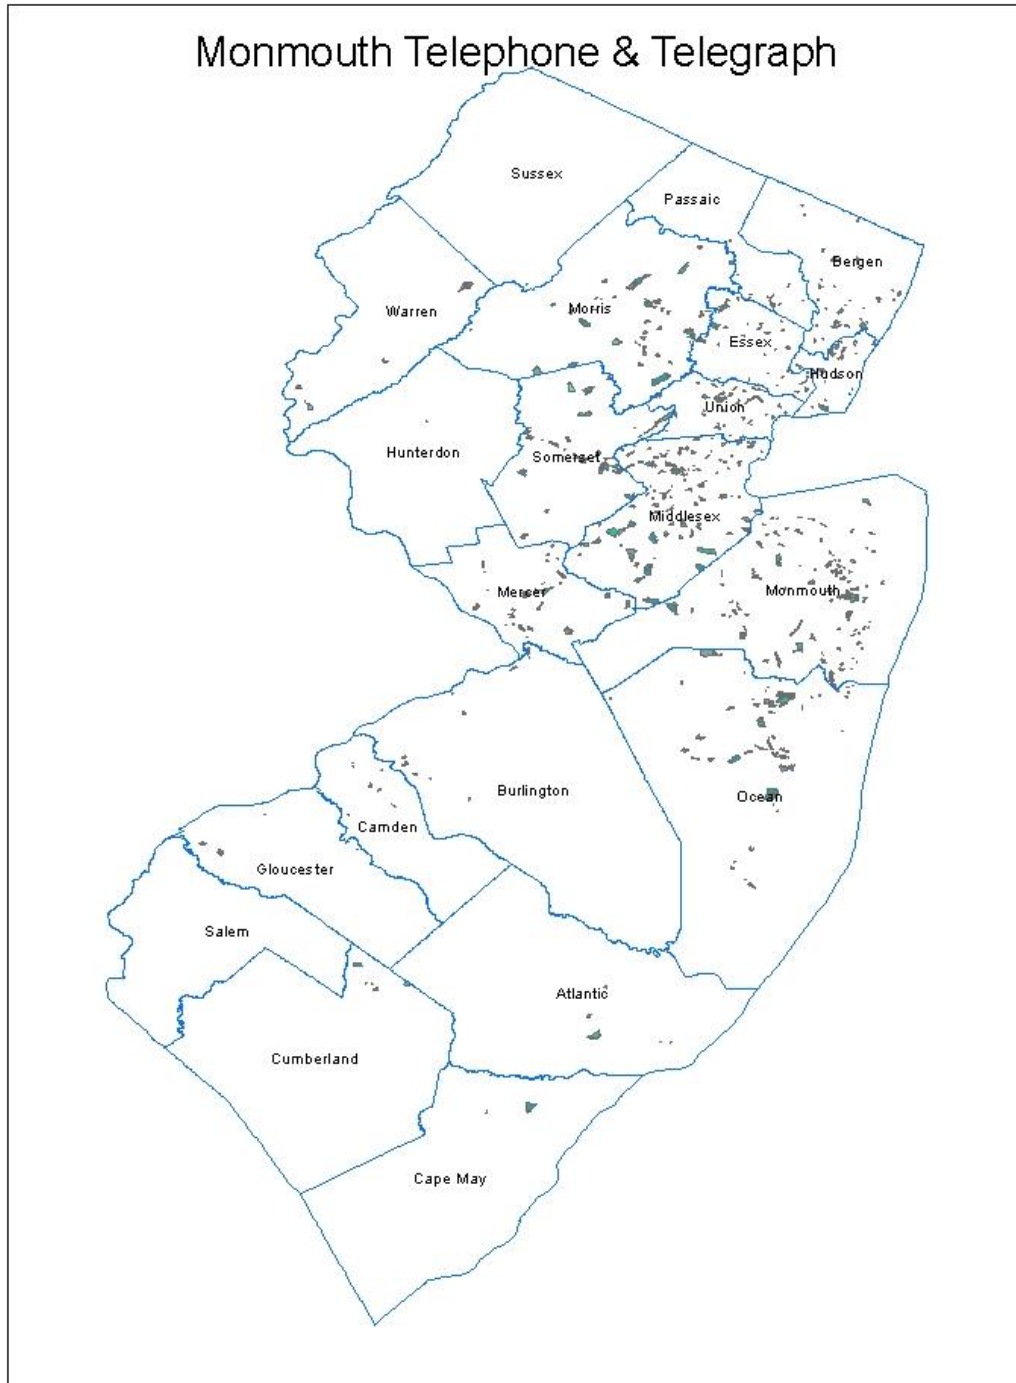 Monmouth Telephone & Telegraph
Sussex
Passaic
Bergen
Warren
Morris
Essex
Hudson
Union
Hunterdon
Somerset
Middlesex
Mercer
Monmouth
Burlington
Ocean
Camden
Gloucester
Salem
Atlantic
Cumberland
Cape May